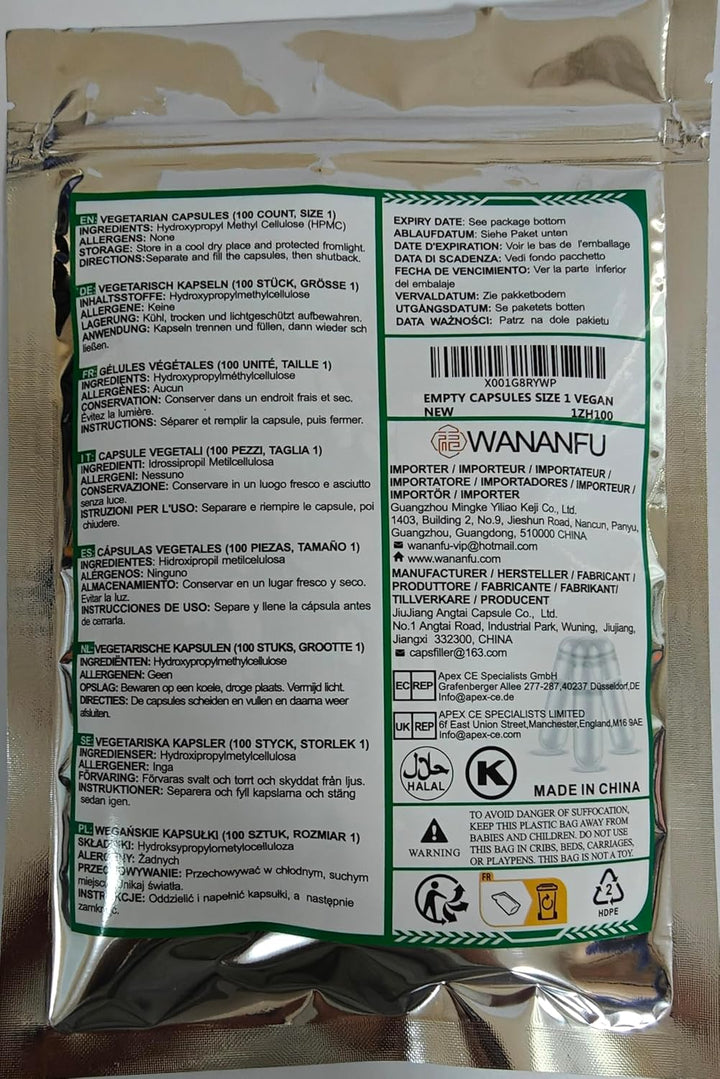 EN: VEGETARIAN CAPSULES (100 COUNT, SIZE 1)
INGREDIENTS: Hydroxypropyl Methyl Cellulose (HPMC)
ALLERGENS: None
STORAGE: Store in a cool dry place and protected fromlight.
DIRECTIONS:Separate and fill the capsules, then shutback.
DE: VEGETARISCH KAPSELN (100 STÜCK, GRÖSSE 1)
INHALTSSTOFFE: Hydroxypropylmethylcellulose
ALLERGENE: Keine
LAGERUNG: Kühl, trocken und lichtgeschützt aufbewahren.
ANWENDUNG: Kapseln trennen und füllen, dann wieder sch
ließen.
FR: GÉLULES VÉGÉTALES (100 UNITÉ, TAILLE 1)
INGREDIENTS: Hydroxypropylméthylcellulose
ALLERGÈNES: Aucun
CONSERVATION: Conserver dans un endroit frais et sec.
Évitez la lumière.
INSTRUCTIONS: Séparer et remplir la capsule, puis fermer.
IT: CAPSULE VEGETALI (100 PEZZI, TAGLIA 1)
INGREDIENTI: Idrossipropil Metilcellulosa
ALLERGENI: Nessuno
CONSERVAZIONE: Conservare in un luogo fresco e asciutto
senza luce.
ISTRUZIONI PER L'USO: Separare e riempire le capsule, poi
chiudere.
ES: CÁPSULAS VEGETALES (100 PIEZAS, TAMAÑO 1)
INGREDIENTES: Hidroxipropil metilcelulosa
ALÉRGENOS: Ninguno
ALMACENAMIENTO: Conservar en un lugar fresco y seco.
Evitar la luz.
INSTRUCCIONES DE USO: Separe y llene la cápsula antes
de cerrarla.
NL: VEGETARISCHE KAPSULEN (100 STUKS, GROOTTE 1)
INGREDIËNTEN: Hydroxypropylmethylcellulose
ALLERGENEN: Geen
OPSLAG: Bewaren op een koele, droge plaats. Vermijd licht.
DIRECTIES: De capsules scheiden en vullen en daarna weer
afsluiten.
SE: VEGETARISKA KAPSLER (100 STYCK, STORLEK 1)
INGREDIENSER: Hydroxipropylmetylcellulosa
ALLERGENER: Inga
FÖRVARING: Förvaras svalt och torrt och skyddat från ljus.
INSTRUKTIONER: Separera och fyll kapslarna och stäng
sedan igen.
PL: WEGAŃSKIE KAPSUŁKI (100 SZTUK, ROZMIAR 1)
SKŁADNIKI: Hydroksypropylometyloceluloza
ALERGENY: Żadnych
PRZECHOWYWANIE: Przechowywać w chłodnym, suchym
miejscu. Unikaj światła.
INSTRUKCJE: Oddzielić i napełnić kapsułki, a następnie
zamknąć.
EXPIRY DATE: See package bottom
ABLAUFDATUM: Siehe Paket unten
DATE D'EXPIRATION: Voir le bas de l'emballage
DATA DI SCADENZA: Vedi fondo pacchetto
FECHA DE VENCIMIENTO: Ver la parte inferior
del embalaje
VERVALDATUM: Zie pakketbodem
UTGÅNGSDATUM: Se paketets botten
DATA WAŻNOŚCI: Patrz na dole pakietu
X001G8RYWP
EMPTY CAPSULES SIZE 1 VEGAN
NEW 1ZH100
WANANFU
IMPORTER / IMPORTEUR / IMPORTATEUR /
IMPORTATORE / IMPORTADORES / IMPORTEUR /
IMPORTÖR / IMPORTER
Guangzhou Mingke Yiliao Keji Co., Ltd.
1403, Building 2, No.9, Jieshun Road, Nancun, Panyu,
Guangzhou, Guangdong, 510000 CHINA
wananfu-vip@hotmail.com
www.wananfu.com
MANUFACTURER / HERSTELLER / FABRICANT /
PRODUTTORE / FABRICANTE / FABRIKANT/
TILLVERKARE / PRODUCENT
JiuJiang Angtai Capsule Co., Ltd.
No.1 Angtai Road, Industrial Park, Wuning, Jiujiang,
Jiangxi 332300, CHINA
capsfiller@163.com
EC REP
Apex CE Specialists GmbH
Grafenberger Allee 277-287,40237 Düsseldorf,DE
Info@apex-ce.de
UK REP
APEX CE SPECIALISTS LIMITED
6f East Union Street,Manchester,England,M16 9AE
Info@apex-ce.com
حلال
HALAL
K
MADE IN CHINA
WARNING
TO AVOID DANGER OF SUFFOCATION,
KEEP THIS PLASTIC BAG AWAY FROM
BABIES AND CHILDREN. DO NOT USE
THIS BAG IN CRIBS, BEDS, CARRIAGES,
OR PLAYPENS. THIS BAG IS NOT A TOY.
FR
2
HDPE